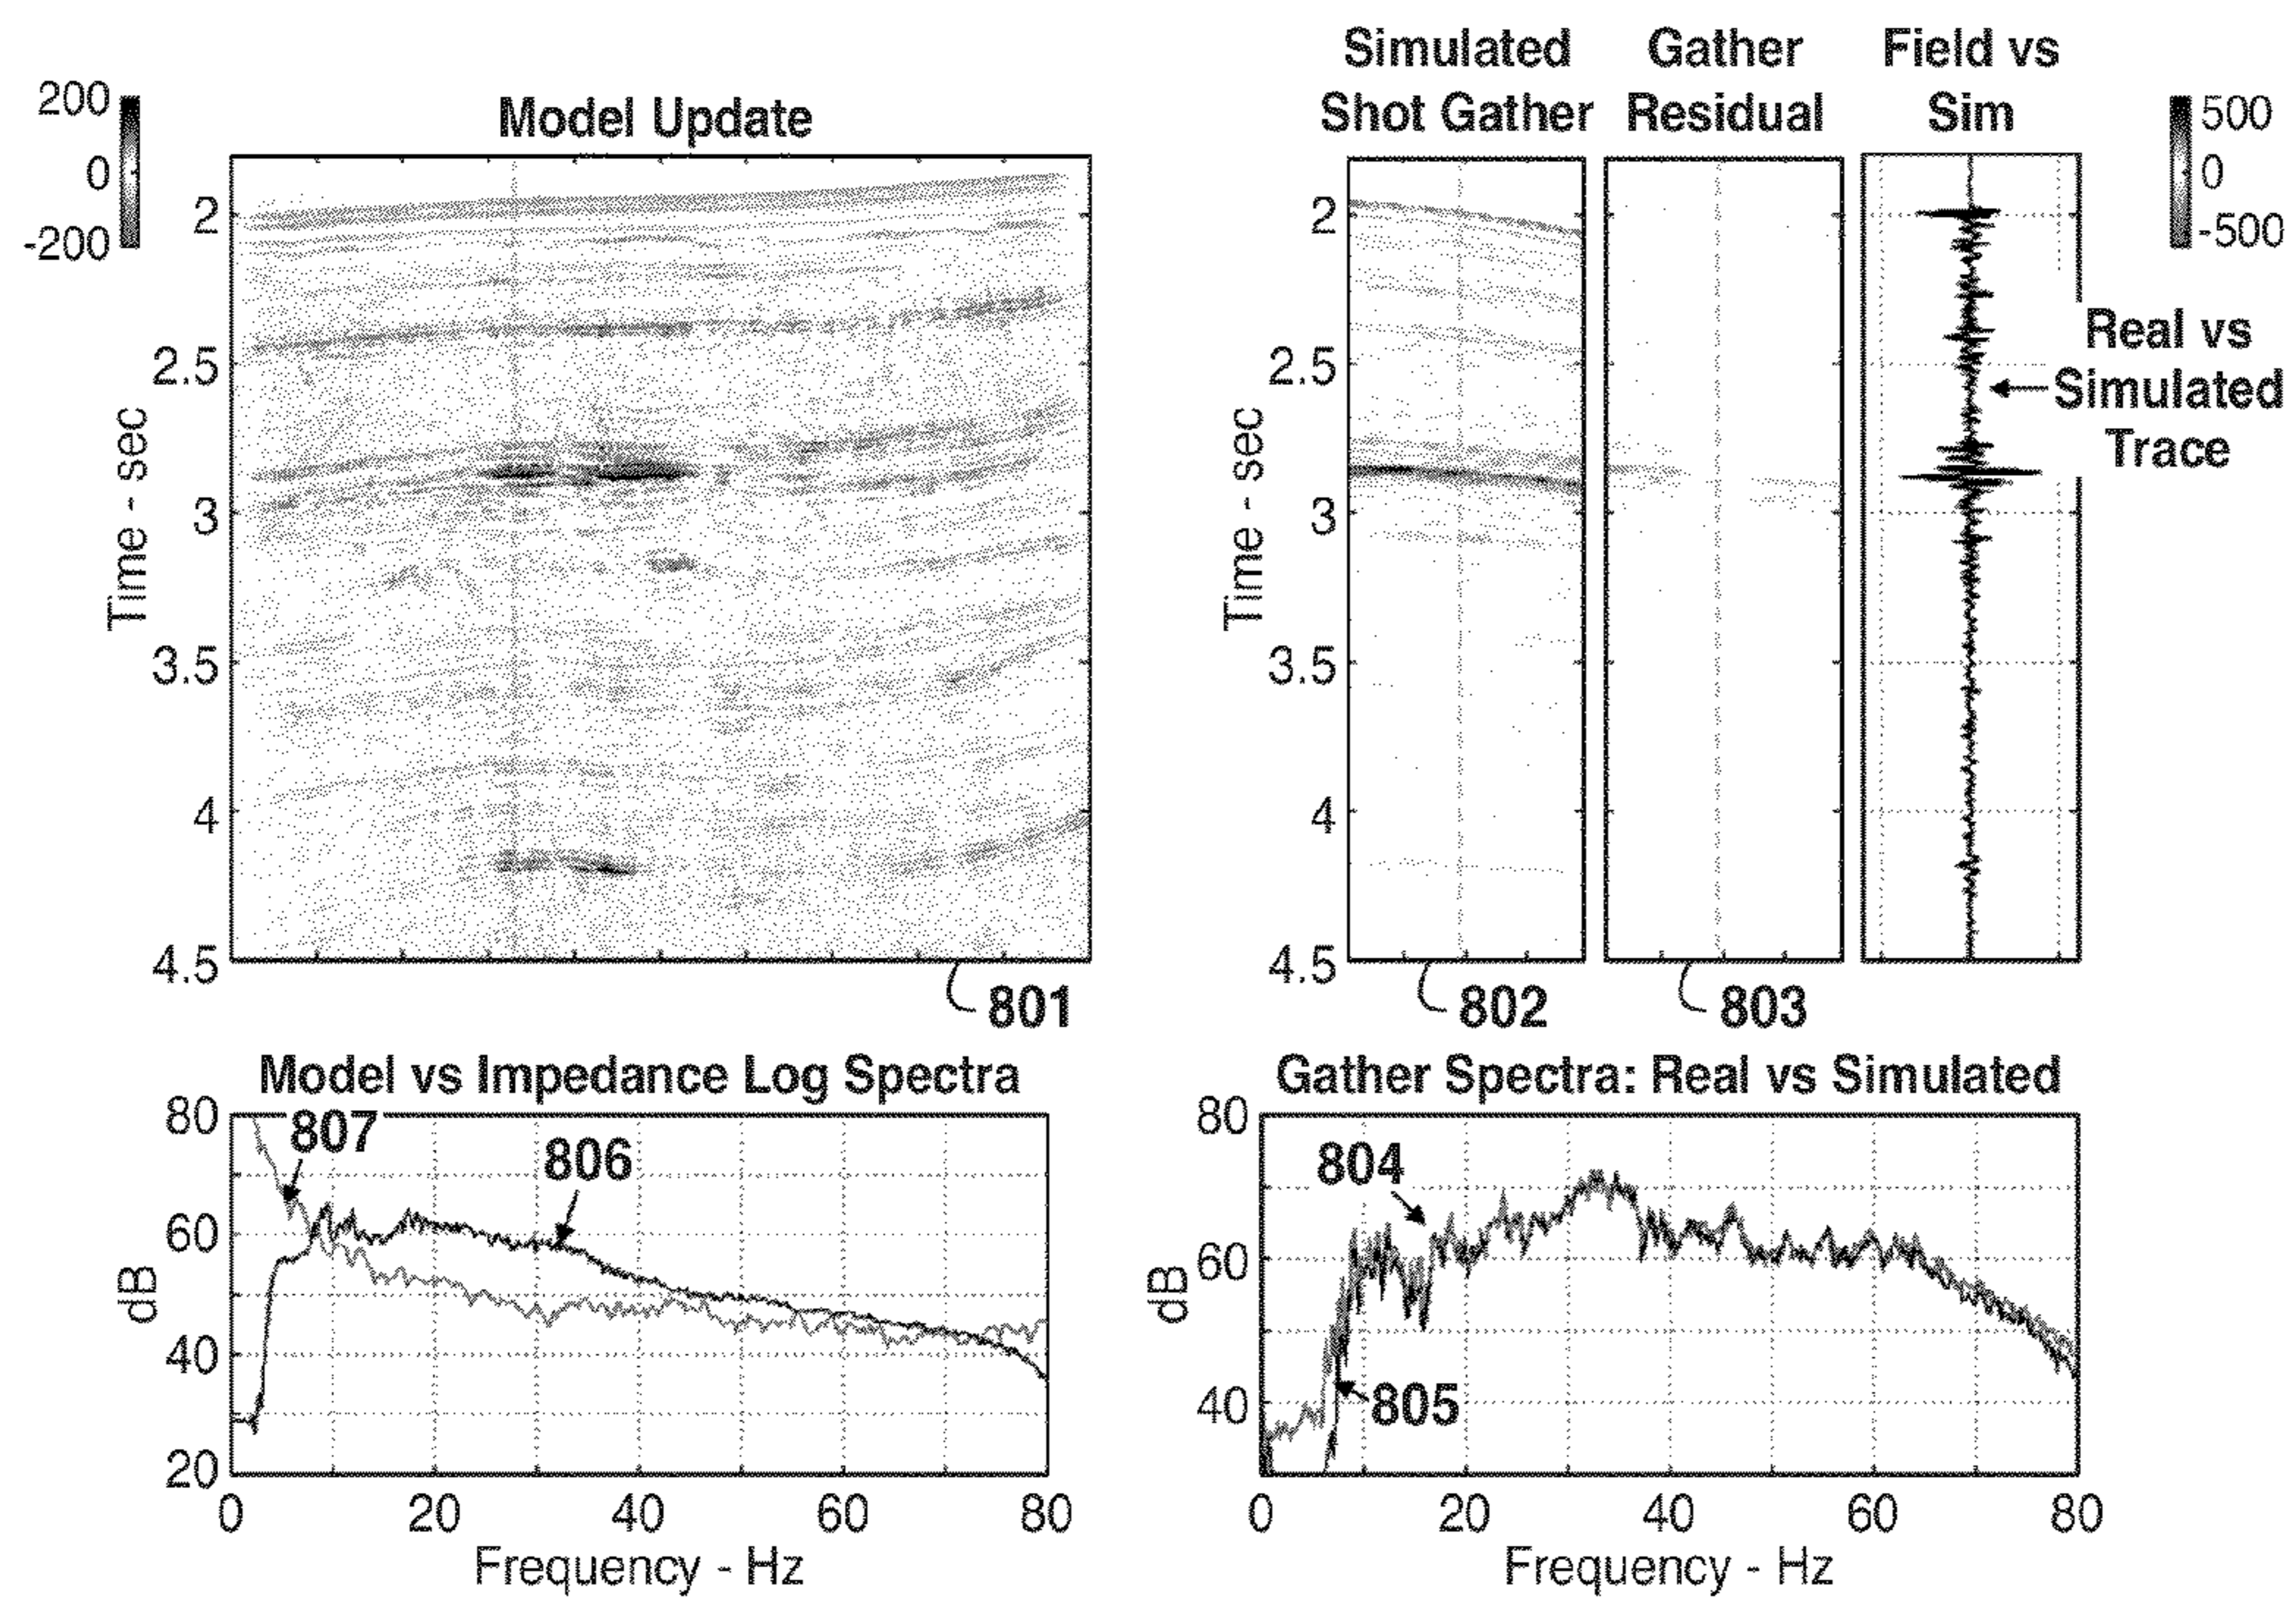 Simulated Shot Gather
Gather Residual
Field vs Sim
200
0
-200
Model Update
500
0
-500
2
2.5
3
3.5
4
4.5
Time - sec
801
2
2.5
3
3.5
4
4.5
Time - sec
Real vs
Simulated
Trace
802
803
Model vs Impedance Log Spectra
80
60
40
20
dB
807
806
0 20 40 60 80
Frequency - Hz
Gather Spectra: Real vs Simulated
80
60
40
dB
804
805
0 20 40 60 80
Frequency - Hz